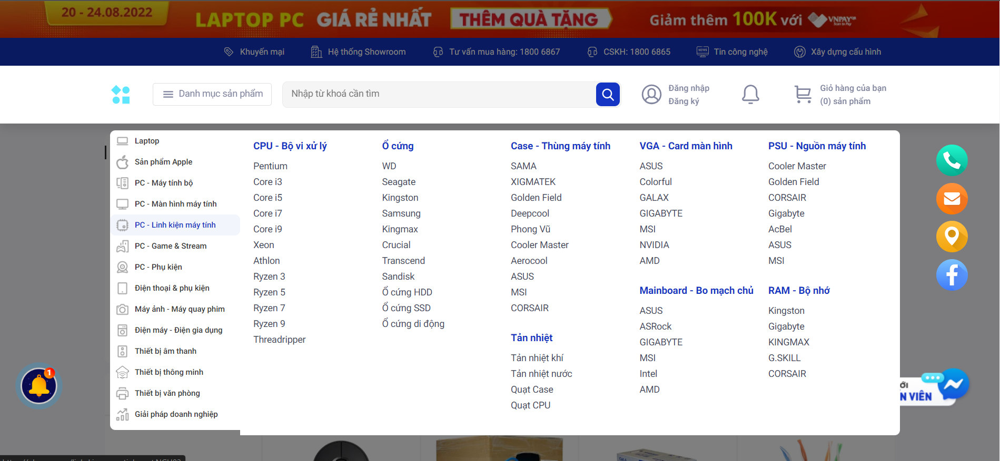 20 - 24.08.2022
LAPTOP PC GIÁ RẺ NHẤT
THÊM QUÀ TẶNG
Giảm thêm 100K với VNPAY
Scan to Pay
Khuyến mại
Hệ thống Showroom
Tư vấn mua hàng: 1800 6867
CSKH: 1800 6865
NEWS
Tin công nghệ
Xây dựng cấu hình
Danh mục sản phẩm
Nhập từ khoá cần tìm
Đăng nhập
Đăng ký
Giỏ hàng của bạn
(0) sản phẩm
Laptop
Sản phẩm Apple
PC - Máy tính bộ
PC - Màn hình máy tính
PC - Linh kiện máy tính
PC - Game & Stream
PC - Phụ kiện
Điện thoại & phụ kiện
Máy ảnh - Máy quay phim
Điện máy - Điện gia dụng
Thiết bị âm thanh
Thiết bị thông minh
Thiết bị văn phòng
Giải pháp doanh nghiệp
CPU - Bộ vi xử lý
Pentium
Core i3
Core i5
Core i7
Core i9
Xeon
Athlon
Ryzen 3
Ryzen 5
Ryzen 7
Ryzen 9
Threadripper
Ổ cứng
WD
Seagate
Kingston
Samsung
Kingmax
Crucial
Transcend
Sandisk
Ổ cứng HDD
Ổ cứng SSD
Ổ cứng di động
Case - Thùng máy tính
SAMA
XIGMATEK
Golden Field
Deepcool
Phong Vũ
Cooler Master
Aerocool
ASUS
MSI
CORSAIR
Tản nhiệt
Tản nhiệt khí
Tản nhiệt nước
Quạt Case
Quạt CPU
VGA - Card màn hình
ASUS
Colorful
GALAX
GIGABYTE
MSI
NVIDIA
AMD
Mainboard - Bo mạch chủ
ASUS
ASRock
GIGABYTE
MSI
Intel
AMD
PSU - Nguồn máy tính
Cooler Master
Golden Field
CORSAIR
Gigabyte
AcBel
ASUS
MSI
RAM - Bộ nhớ
Kingston
Gigabyte
KINGMAX
G.SKILL
CORSAIR
1
ới
N VIÊN